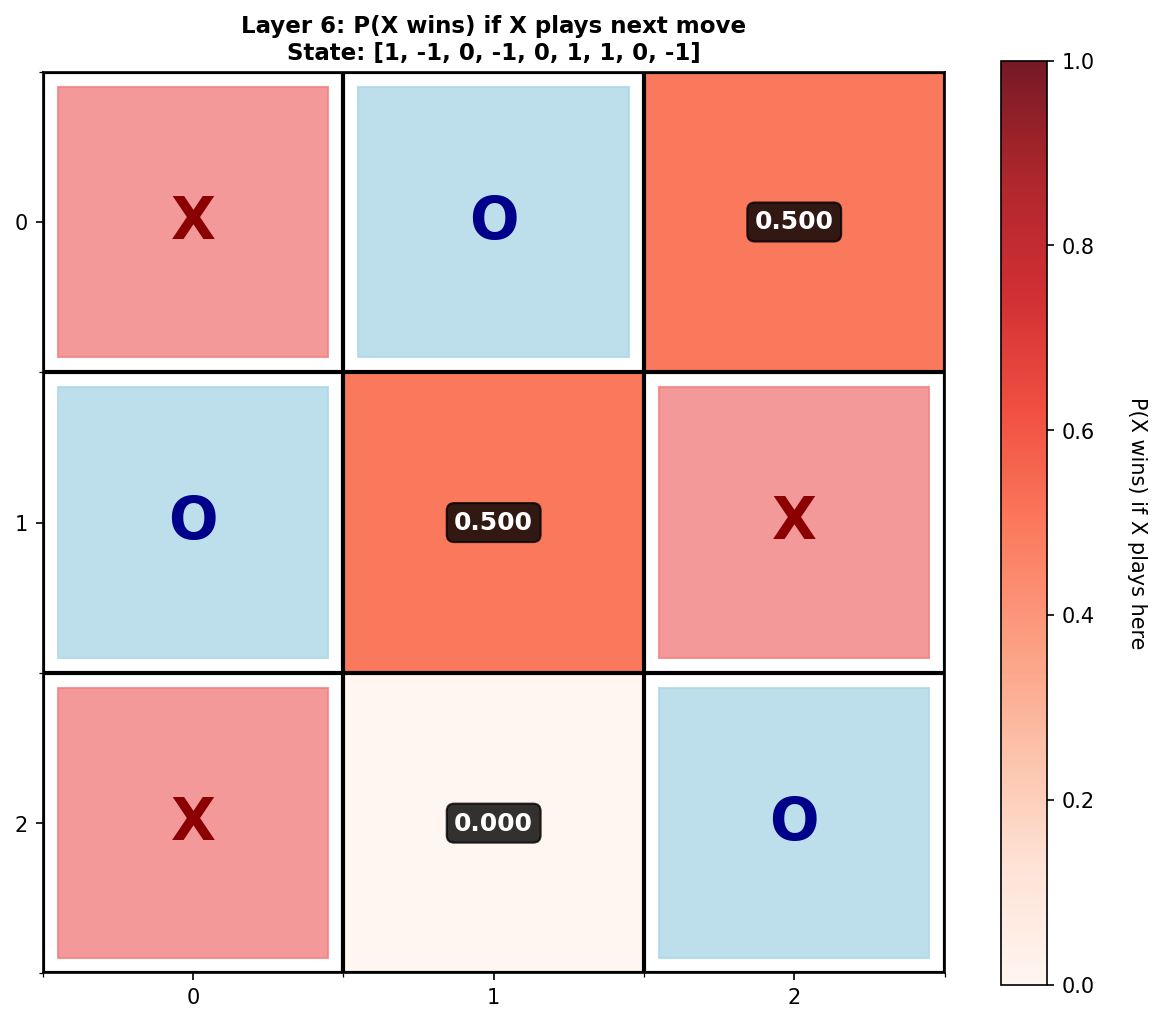 Layer 6: P(X wins) if X plays next move
State: [1, -1, 0, -1, 0, 1, 1, 0, -1]
X O 0.500
O 0.500 X
X 0.000 O
0
1
2
0 1 2
1.0
0.8
0.6
0.4
0.2
0.0
P(X wins) if X plays here